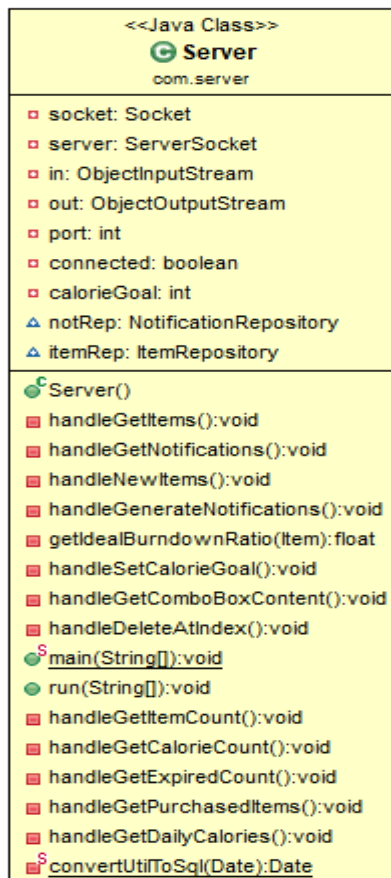 <<Java Class>>
C Server
com.server
socket: Socket
server: ServerSocket
in: ObjectInputStream
out: ObjectOutputStream
port: int
connected: boolean
calorieGoal: int
notRep: NotificationRepository
itemRep: ItemRepository
C Server()
handleGetItems():void
handleGetNotifications():void
handleNewItems():void
handleGenerateNotifications():void
getIdealBurndownRatio(Item):float
handleSetCalorieGoal():void
handleGetComboBoxContent():void
handleDeleteAtIndex():void
S main(String[]):void
run(String[]):void
handleGetItemCount():void
handleGetCalorieCount():void
handleGetExpiredCount():void
handleGetPurchasedItems():void
handleGetDailyCalories():void
S convertUtilToSql(Date):Date